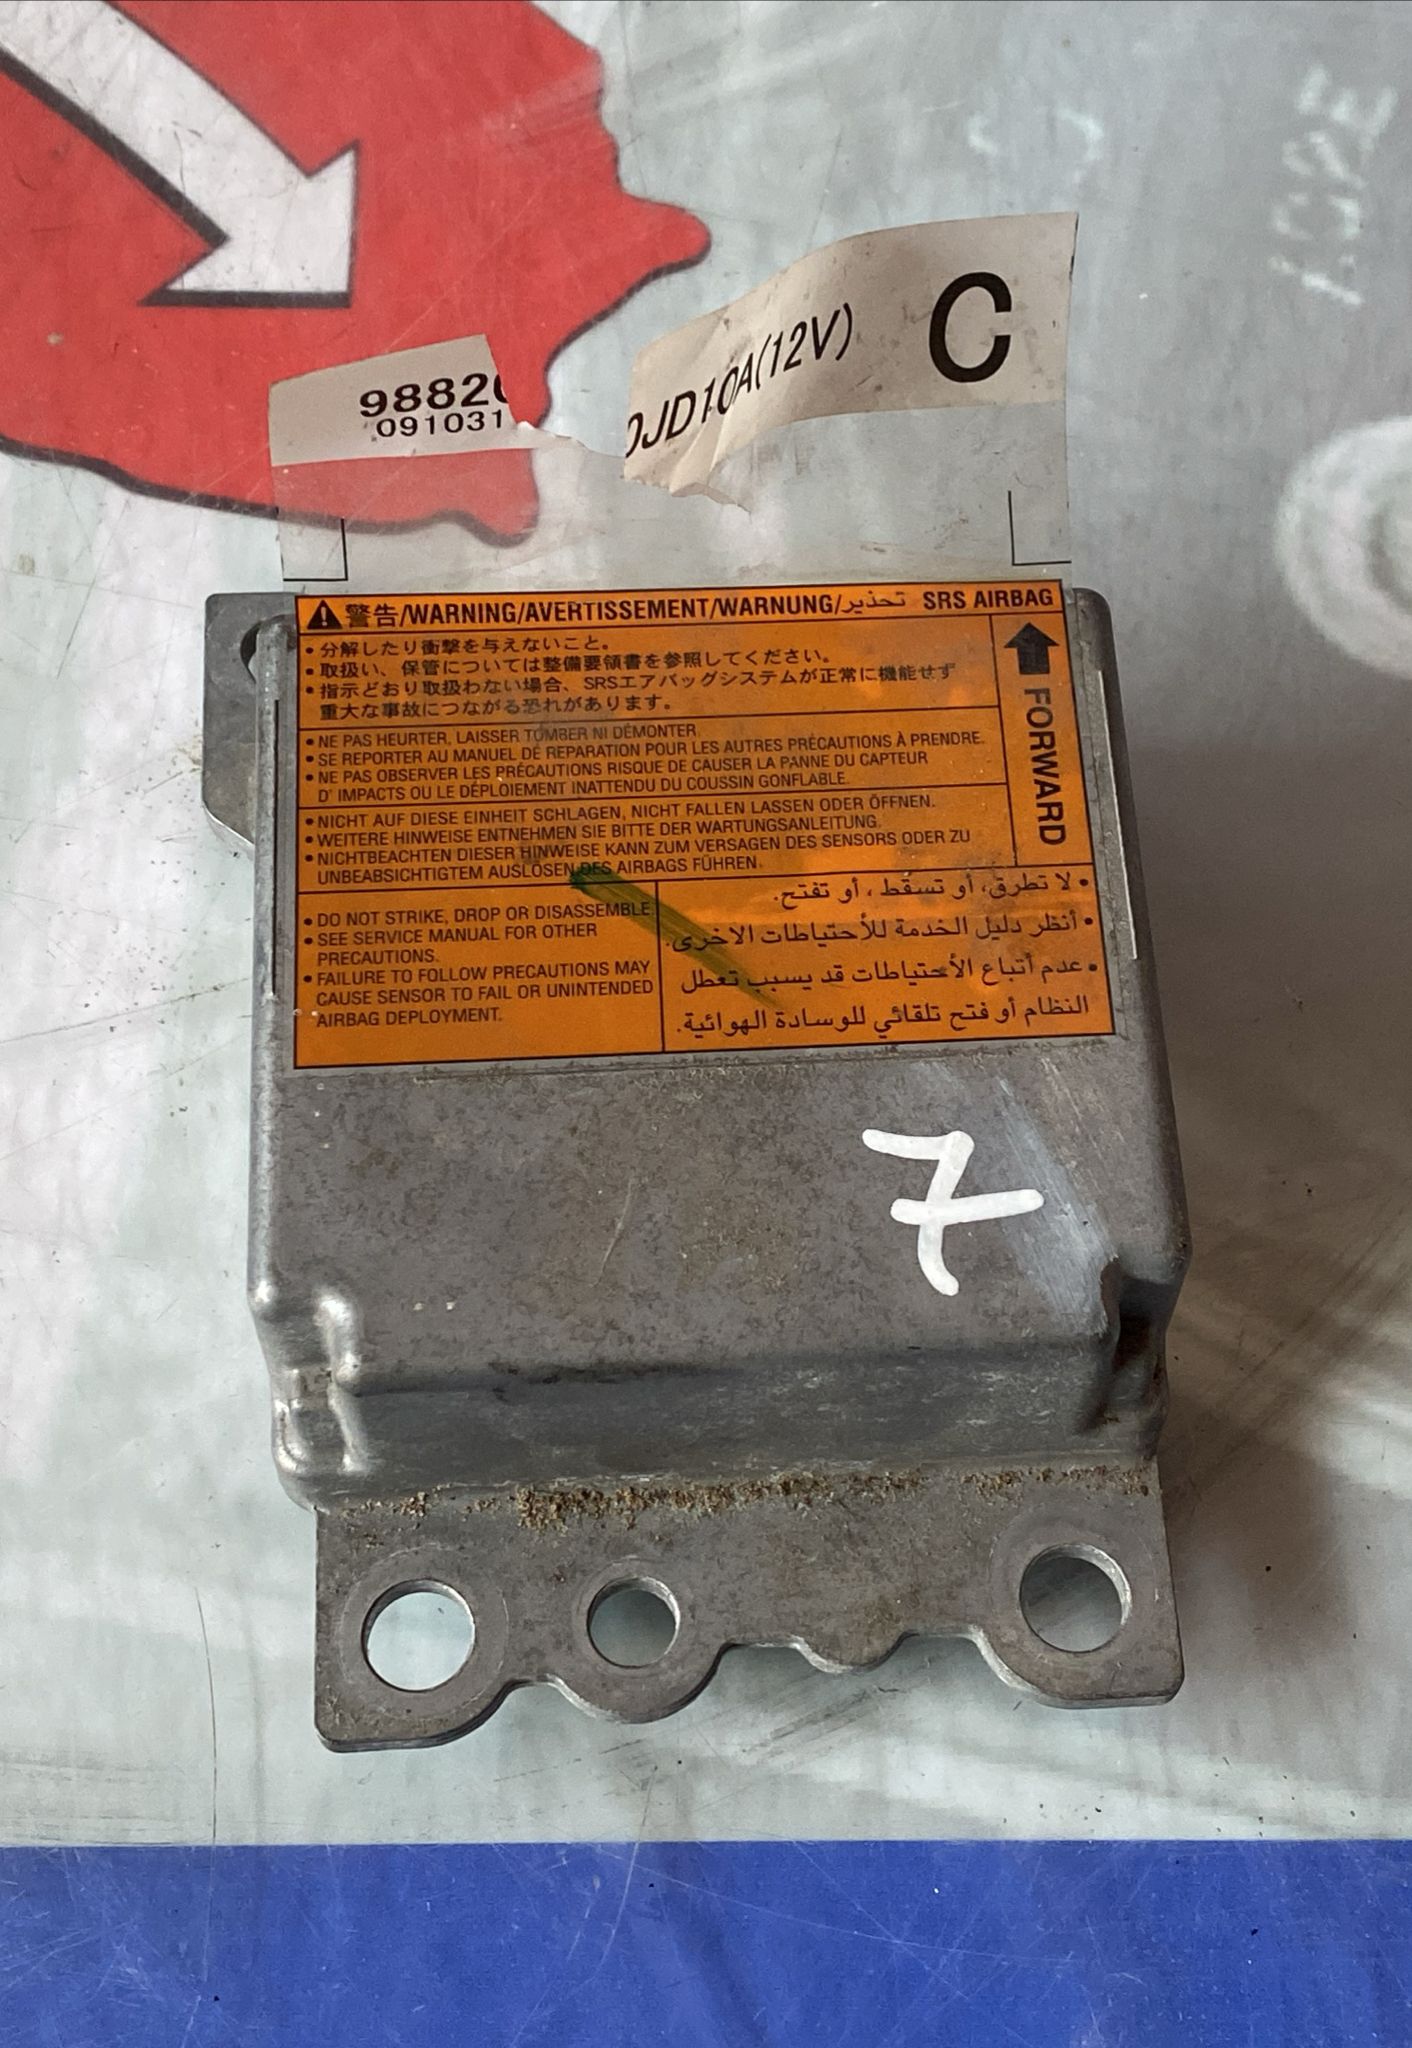 98820
091031
0JD10A(12V) C
警告/WARNING/AVERTISSEMENT/WARNUNG/تحذير SRS AIRBAG
• 分解したり衝撃を与えないこと。
• 取扱い、保管については整備要領書を参照してください。
• 指示どおり取扱わない場合、SRSエアバッグシステムが正常に機能せず
重大な事故につながる恐れがあります。
FORWARD
• NE PAS HEURTER, LAISSER TOMBER NI DÉMONTER.
• SE REPORTER AU MANUEL DE REPARATION POUR LES AUTRES PRÉCAUTIONS À PRENDRE.
• NE PAS OBSERVER LES PRÉCAUTIONS RISQUE DE CAUSER LA PANNE DU CAPTEUR
D' IMPACTS OU LE DÉPLOIEMENT INATTENDU DU COUSSIN GONFLABLE.
• NICHT AUF DIESE EINHEIT SCHLAGEN, NICHT FALLEN LASSEN ODER ÖFFNEN.
• WEITERE HINWEISE ENTNEHMEN SIE BITTE DER WARTUNGSANLEITUNG.
• NICHTBEACHTEN DIESER HINWEISE KANN ZUM VERSAGEN DES SENSORS ODER ZU
UNBEABSICHTIGTEM AUSLÖSEN DES AIRBAGS FÜHREN.
• DO NOT STRIKE, DROP OR DISASSEMBLE.
• SEE SERVICE MANUAL FOR OTHER
PRECAUTIONS.
• FAILURE TO FOLLOW PRECAUTIONS MAY
CAUSE SENSOR TO FAIL OR UNINTENDED
AIRBAG DEPLOYMENT.
• لا تطرق، أو تسقط ، أو تفتح.
• أنظر دليل الخدمة للأحتياطات الاخرى.
• عدم أتباع الأحتياطات قد يسبب تعطل
النظام أو فتح تلقائي للوسادة الهوائية.
7